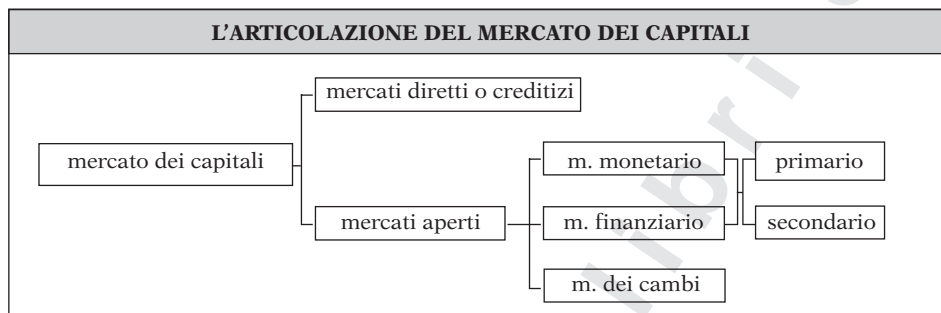 L'ARTICOLAZIONE DEL MERCATO DEI CAPITALI
mercati diretti o creditizi
mercato dei capitali
m. monetario
primario
mercati aperti
m. finanziario
secondario
m. dei cambi
libri